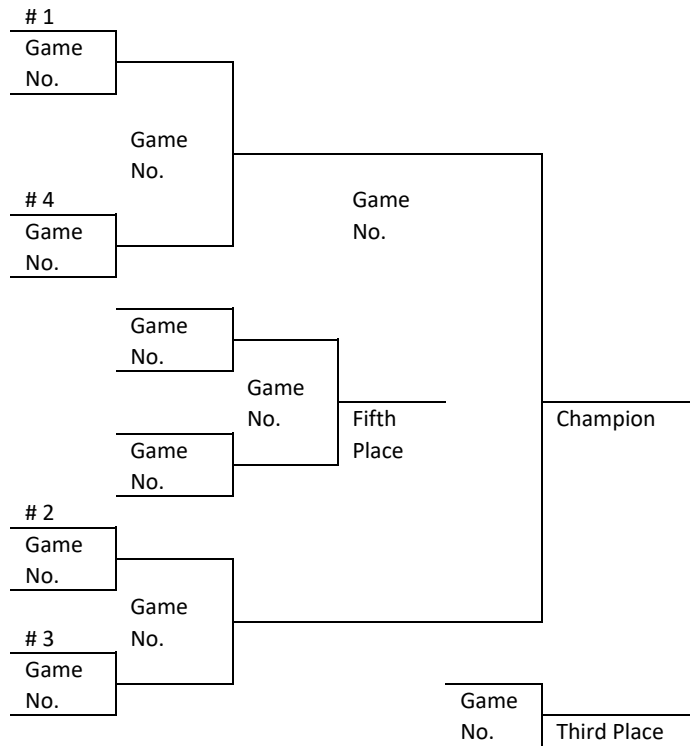 # 1
Game
No.
Game
No.
# 4
Game
No.
Game
No.
Game
No.
Game
No.
Fifth
Place
Champion
Game
No.
# 2
Game
No.
Game
No.
# 3
Game
No.
Game
No.
Third Place